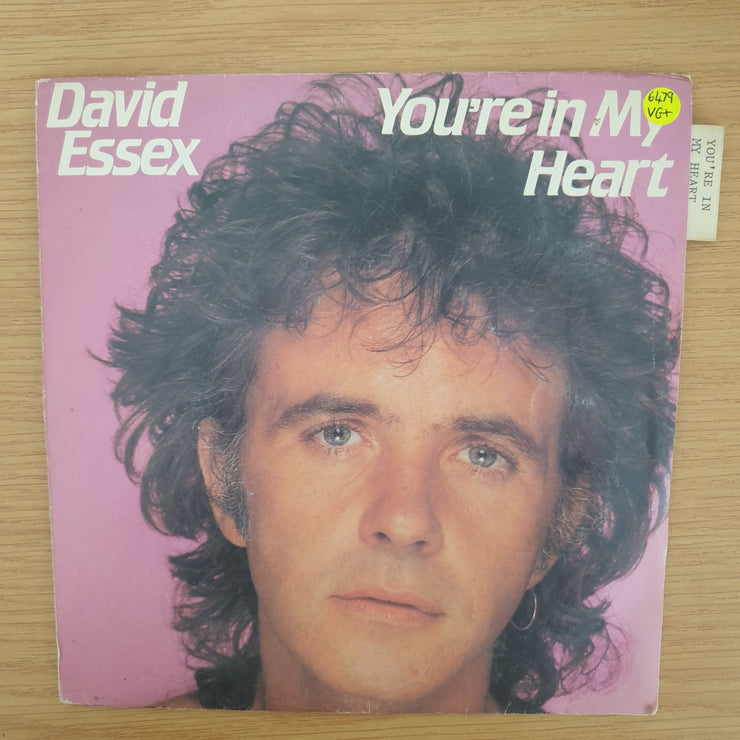 David
Essex
You're in My
Heart
6479
VG+
YOU'RE IN
MY HEART